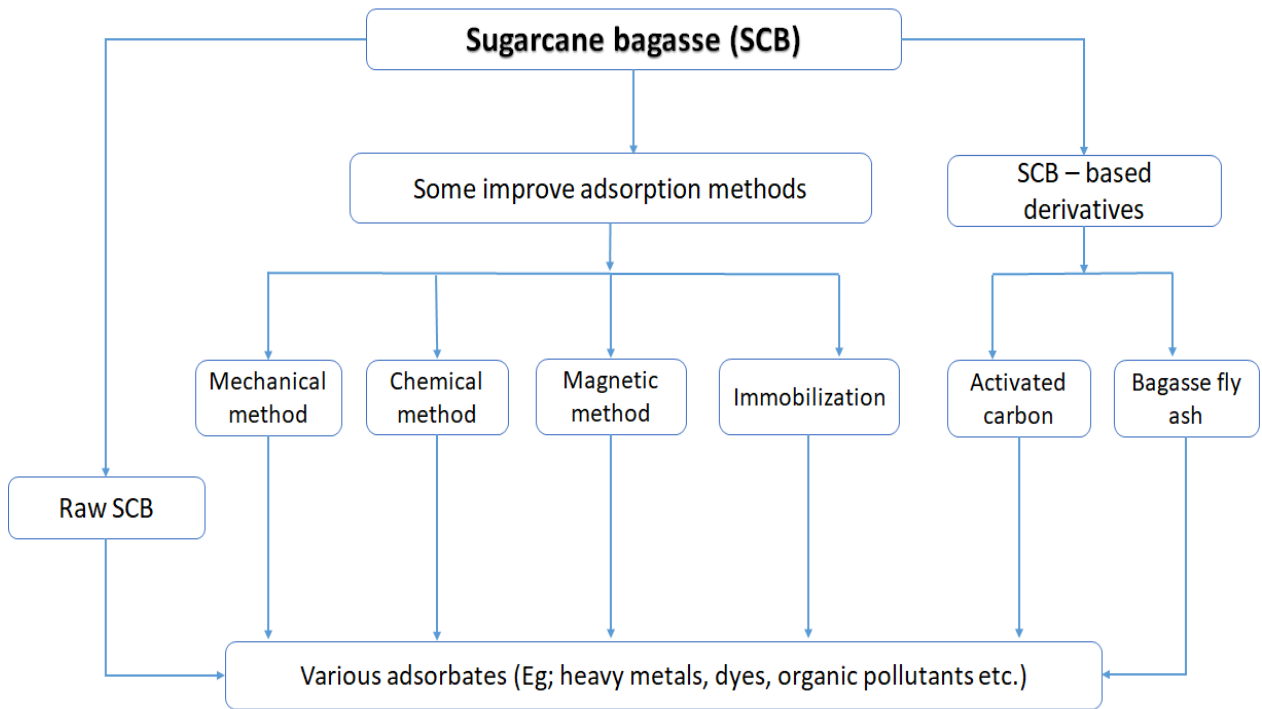 Sugarcane bagasse (SCB)
Some improve adsorption methods
SCB – based
derivatives
Mechanical
method
Chemical
method
Magnetic
method
Immobilization
Activated
carbon
Bagasse fly
ash
Raw SCB
Various adsorbates (Eg; heavy metals, dyes, organic pollutants etc.)